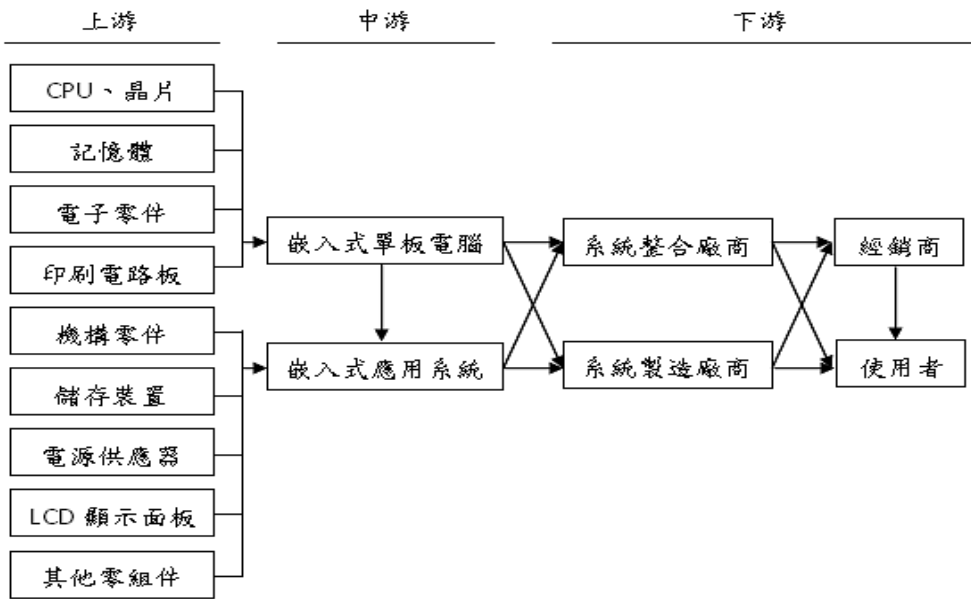 上游
中游
下游
CPU、晶片
記憶體
電子零件
印刷電路板
機構零件
儲存裝置
電源供應器
LCD 顯示面板
其他零組件
嵌入式單板電腦
嵌入式應用系統
系統整合廠商
系統製造廠商
經銷商
使用者